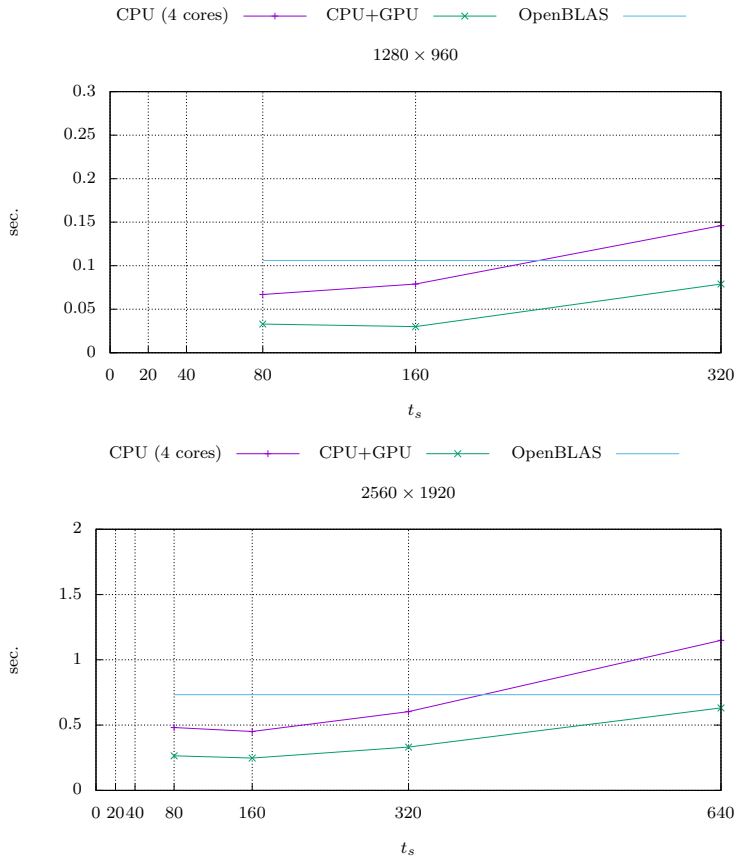 CPU (4 cores) CPU+GPU OpenBLAS
1280 × 960
0.3
0.25
0.2
0.15
0.1
0.05
0
sec.
0 20 40 80 160 320
t_s
CPU (4 cores) CPU+GPU OpenBLAS
2560 × 1920
2
1.5
1
0.5
0
sec.
0 20 40 80 160 320 640
t_s